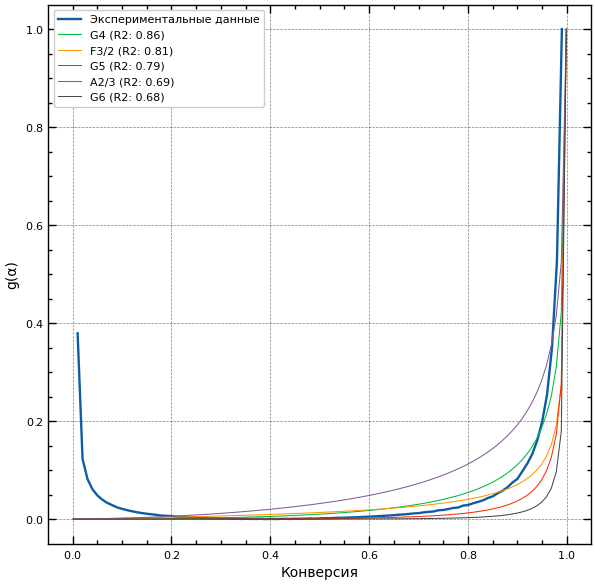 Экспериментальные данные
G4 (R2: 0.86)
F3/2 (R2: 0.81)
G5 (R2: 0.79)
A2/3 (R2: 0.69)
G6 (R2: 0.68)
1.0
0.8
0.6
0.4
0.2
0.0
g(α)
0.0 0.2 0.4 0.6 0.8 1.0
Конверсия